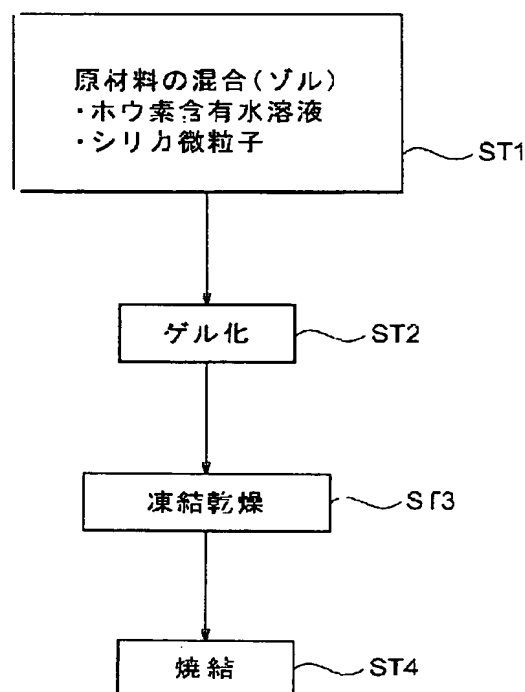 原材料の混合(ゾル)
・ホウ素含有水溶液
・シリカ微粒子
ST1
ゲル化
ST2
凍結乾燥
ST3
焼結
ST4